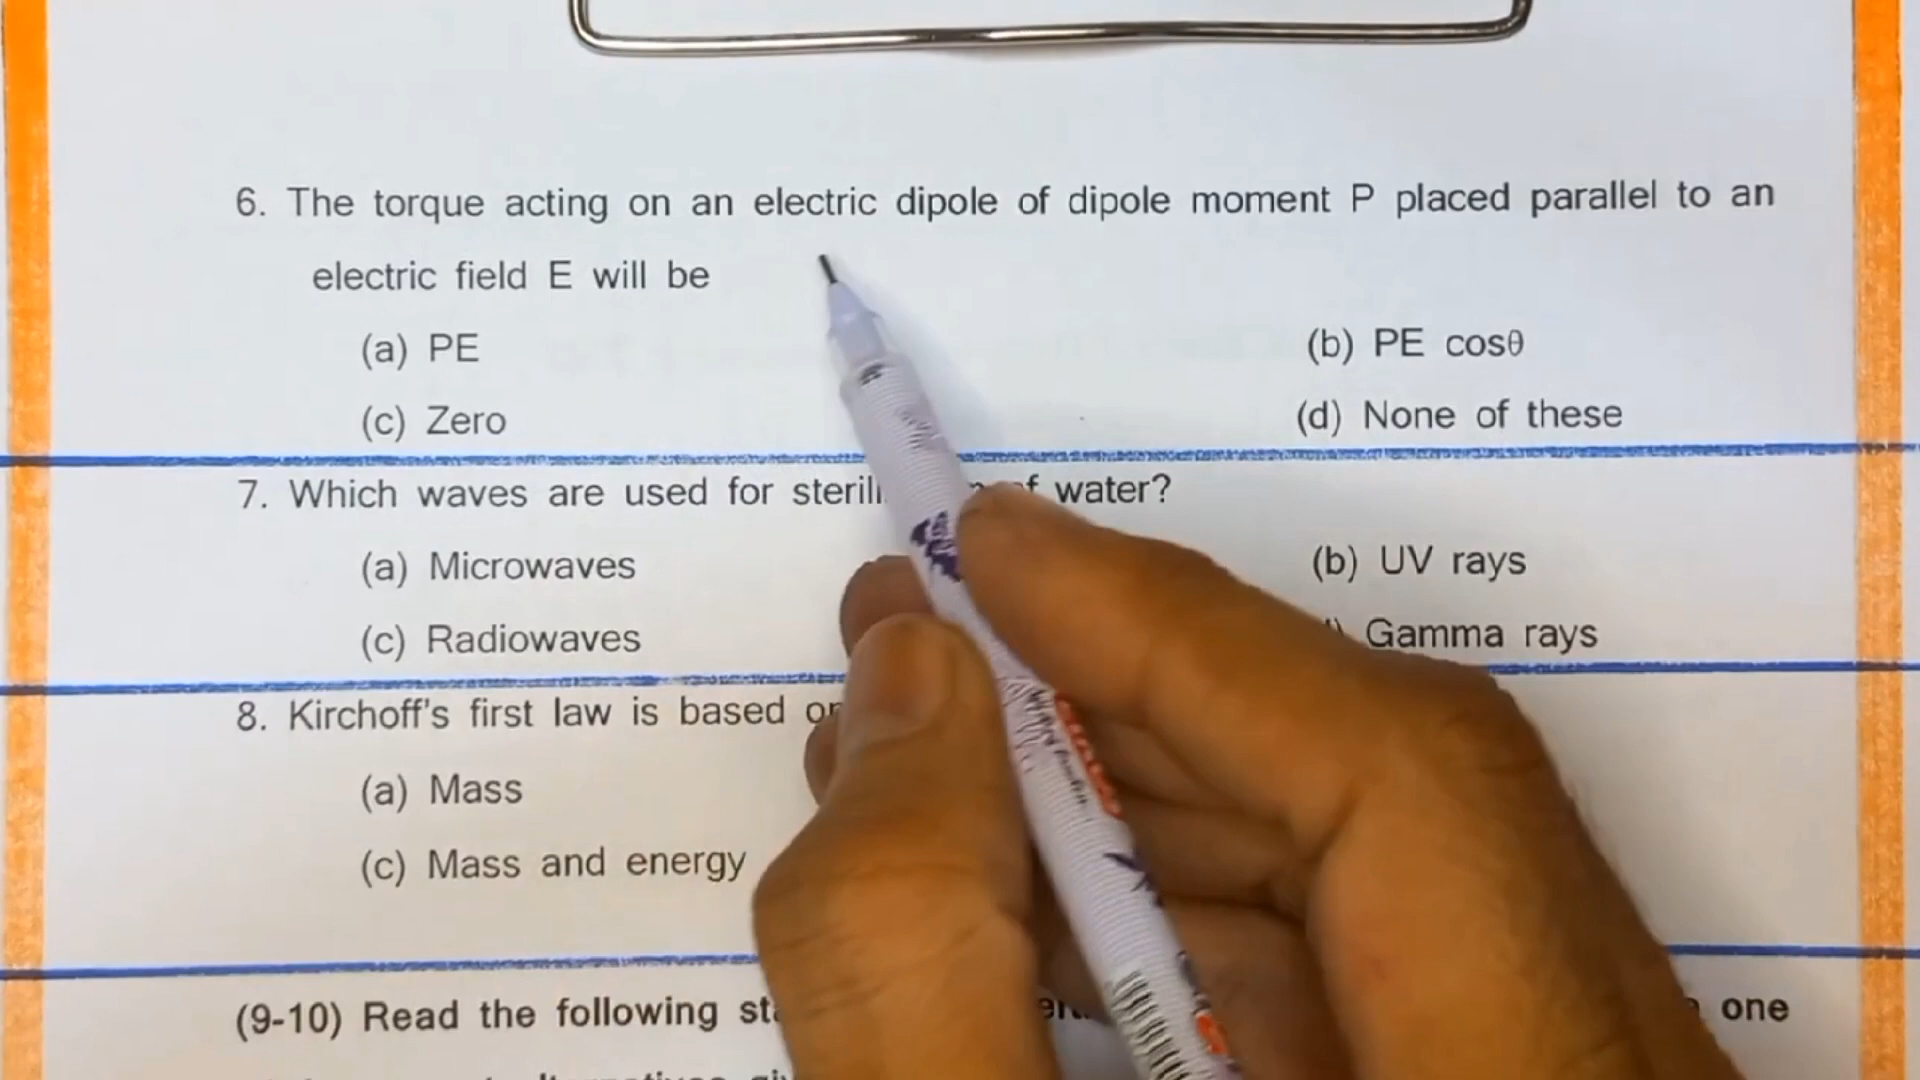 6. The torque acting on an electric dipole of dipole moment P placed parallel to an
electric field E will be
(a) PE (b) PE cosθ
(c) Zero (d) None of these
7. Which waves are used for of water?
(a) Microwaves (b) UV rays
(c) Radiowaves Gamma rays
8. Kirchoff's first law is based
(a) Mass
(c) Mass and energy
(9-10) Read the following one